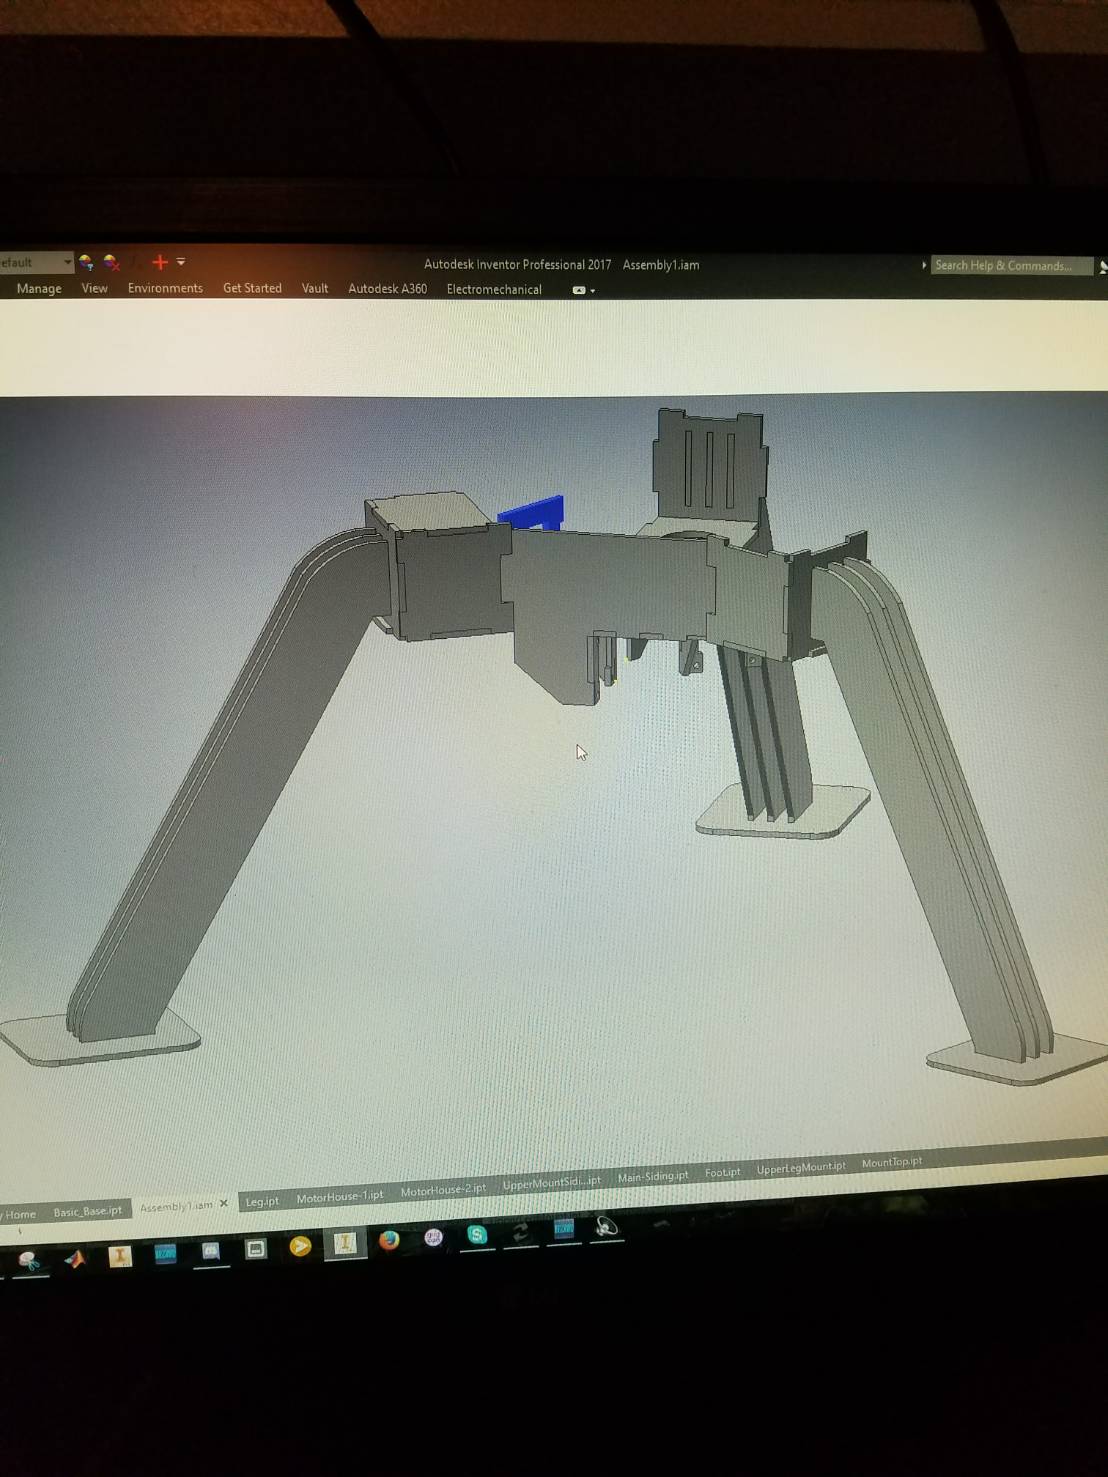 efault
Autodesk Inventor Professional 2017 Assembly1.iam
Search Help & Commands...
Manage View Environments Get Started Vault Autodesk A360 Electromechanical
y Home Basic_Base.ipt Assembly1.iam Leg.ipt MotorHouse-1.ipt MotorHouse-2.ipt UpperMountSidi...ipt Main-Siding.ipt Foot.ipt UpperLegMount.ipt MountTop.ipt